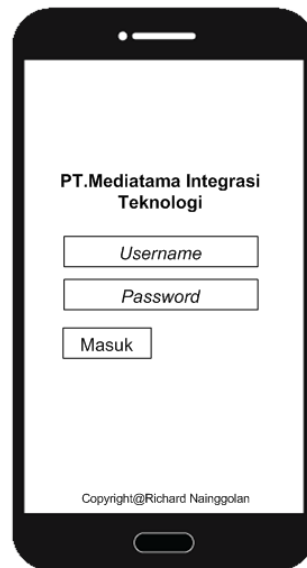 PT.Mediatama Integrasi
Teknologi
Username
Password
Masuk
Copyright@Richard Nainggolan